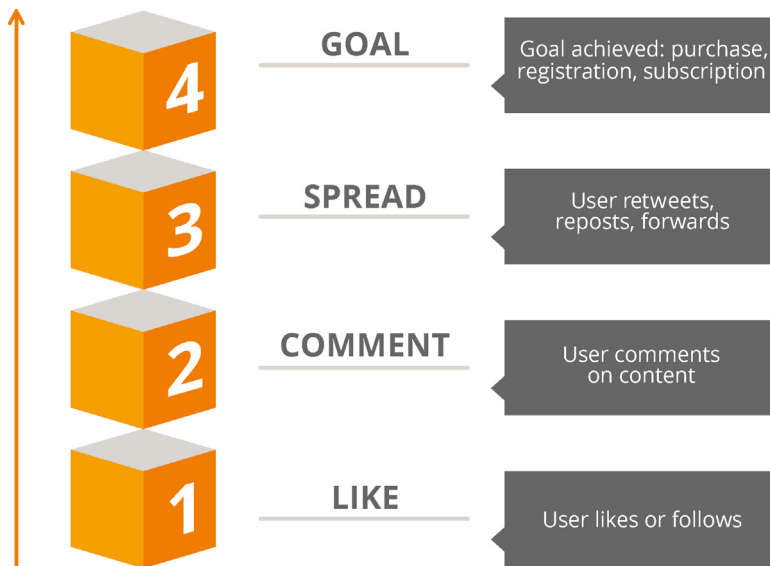 4
GOAL
Goal achieved: purchase,
registration, subscription
3
SPREAD
User retweets,
reposts, forwards
2
COMMENT
User comments
on content
1
LIKE
User likes or follows